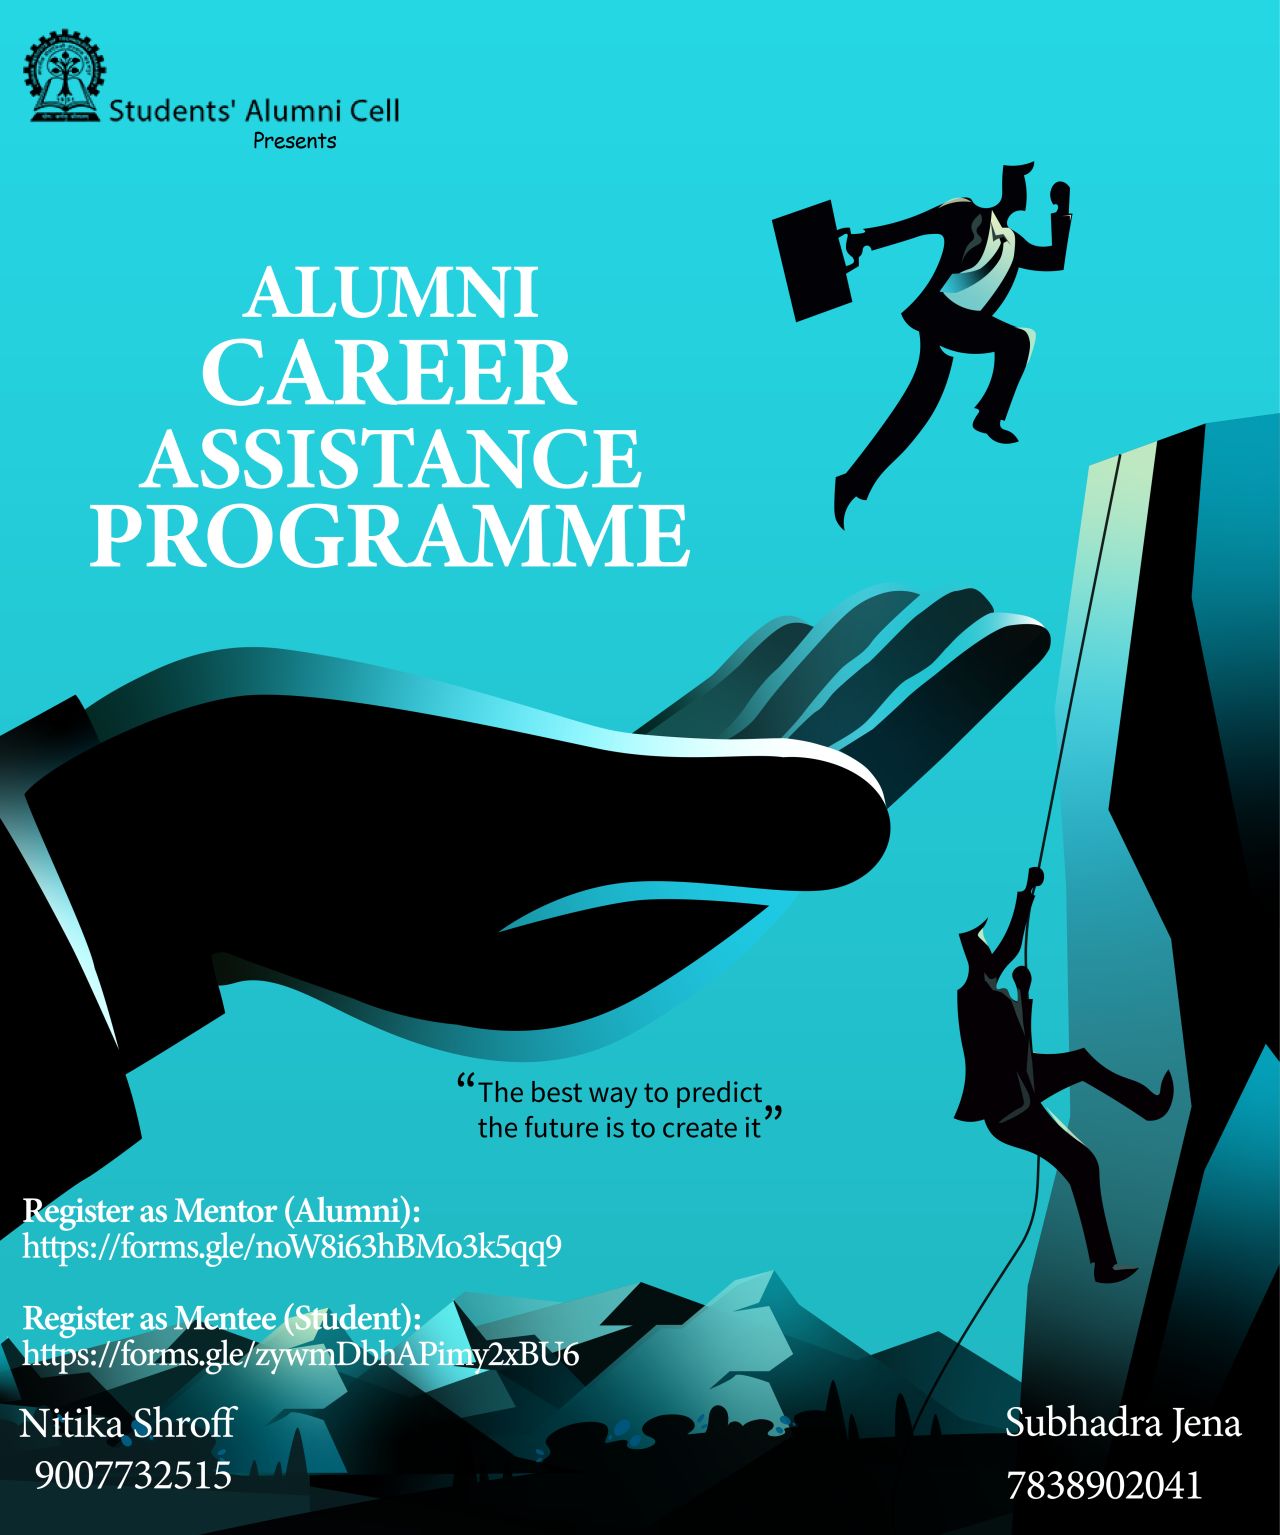 Students' Alumni Cell
Presents
ALUMNI
CAREER
ASSISTANCE
PROGRAMME
“The best way to predict
the future is to create it”
Register as Mentor (Alumni):
https://forms.gle/noW8i63hBMo3k5qq9
Register as Mentee (Student):
https://forms.gle/zywmDbhAPimy2xBU6
Nitika Shroff
9007732515
Subhadra Jena
7838902041